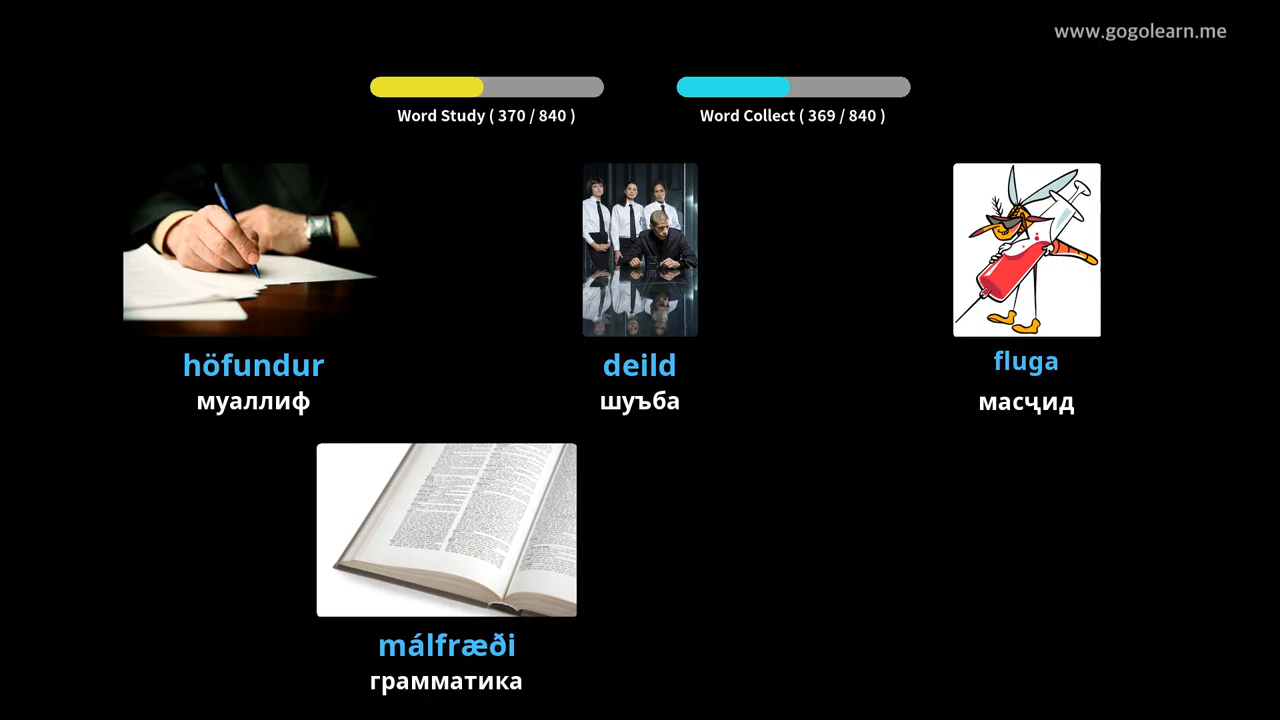 www.gogolearn.me
Word Study ( 370 / 840 )
Word Collect ( 369 / 840 )
höfundur
муаллиф
deild
шуъба
fluga
масҷид
málfræði
грамматика